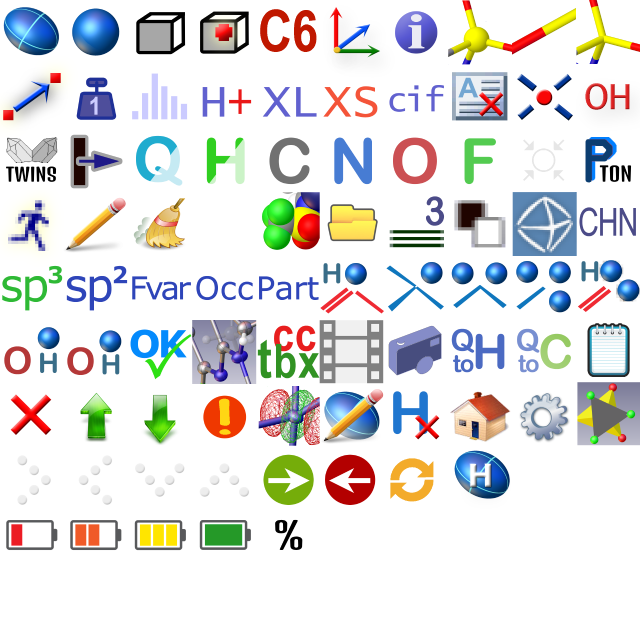 C6 i
1 H+ XL XS cif A OH
TWINS Q H C N O F P TON
3 CHN
sp³ sp² Fvar Occ Part H H
O H O H OK cc tbx Q to H Q to C
! H
H
%